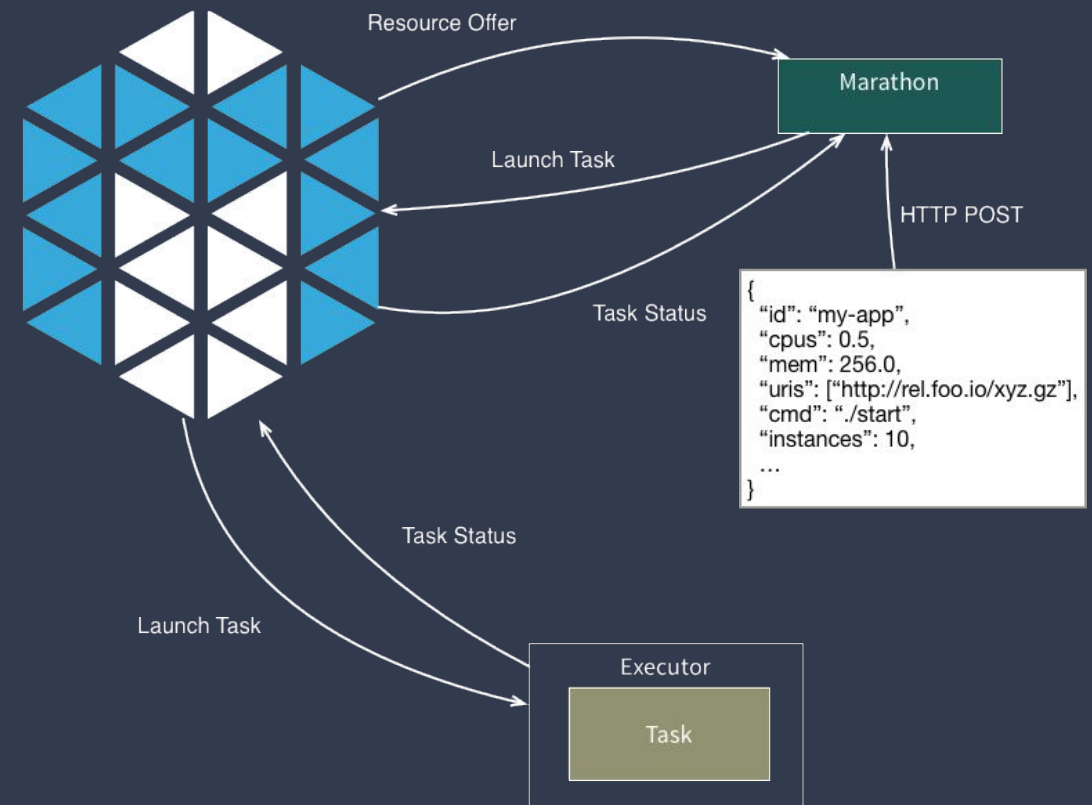 Resource Offer
Marathon
Launch Task
HTTP POST
Task Status
{
“id”: “my-app”,
“cpus”: 0.5,
“mem”: 256.0,
“uris”: [“http://rel.foo.io/xyz.gz”],
“cmd”: “./start”,
“instances”: 10,
…
}
Task Status
Launch Task
Executor
Task